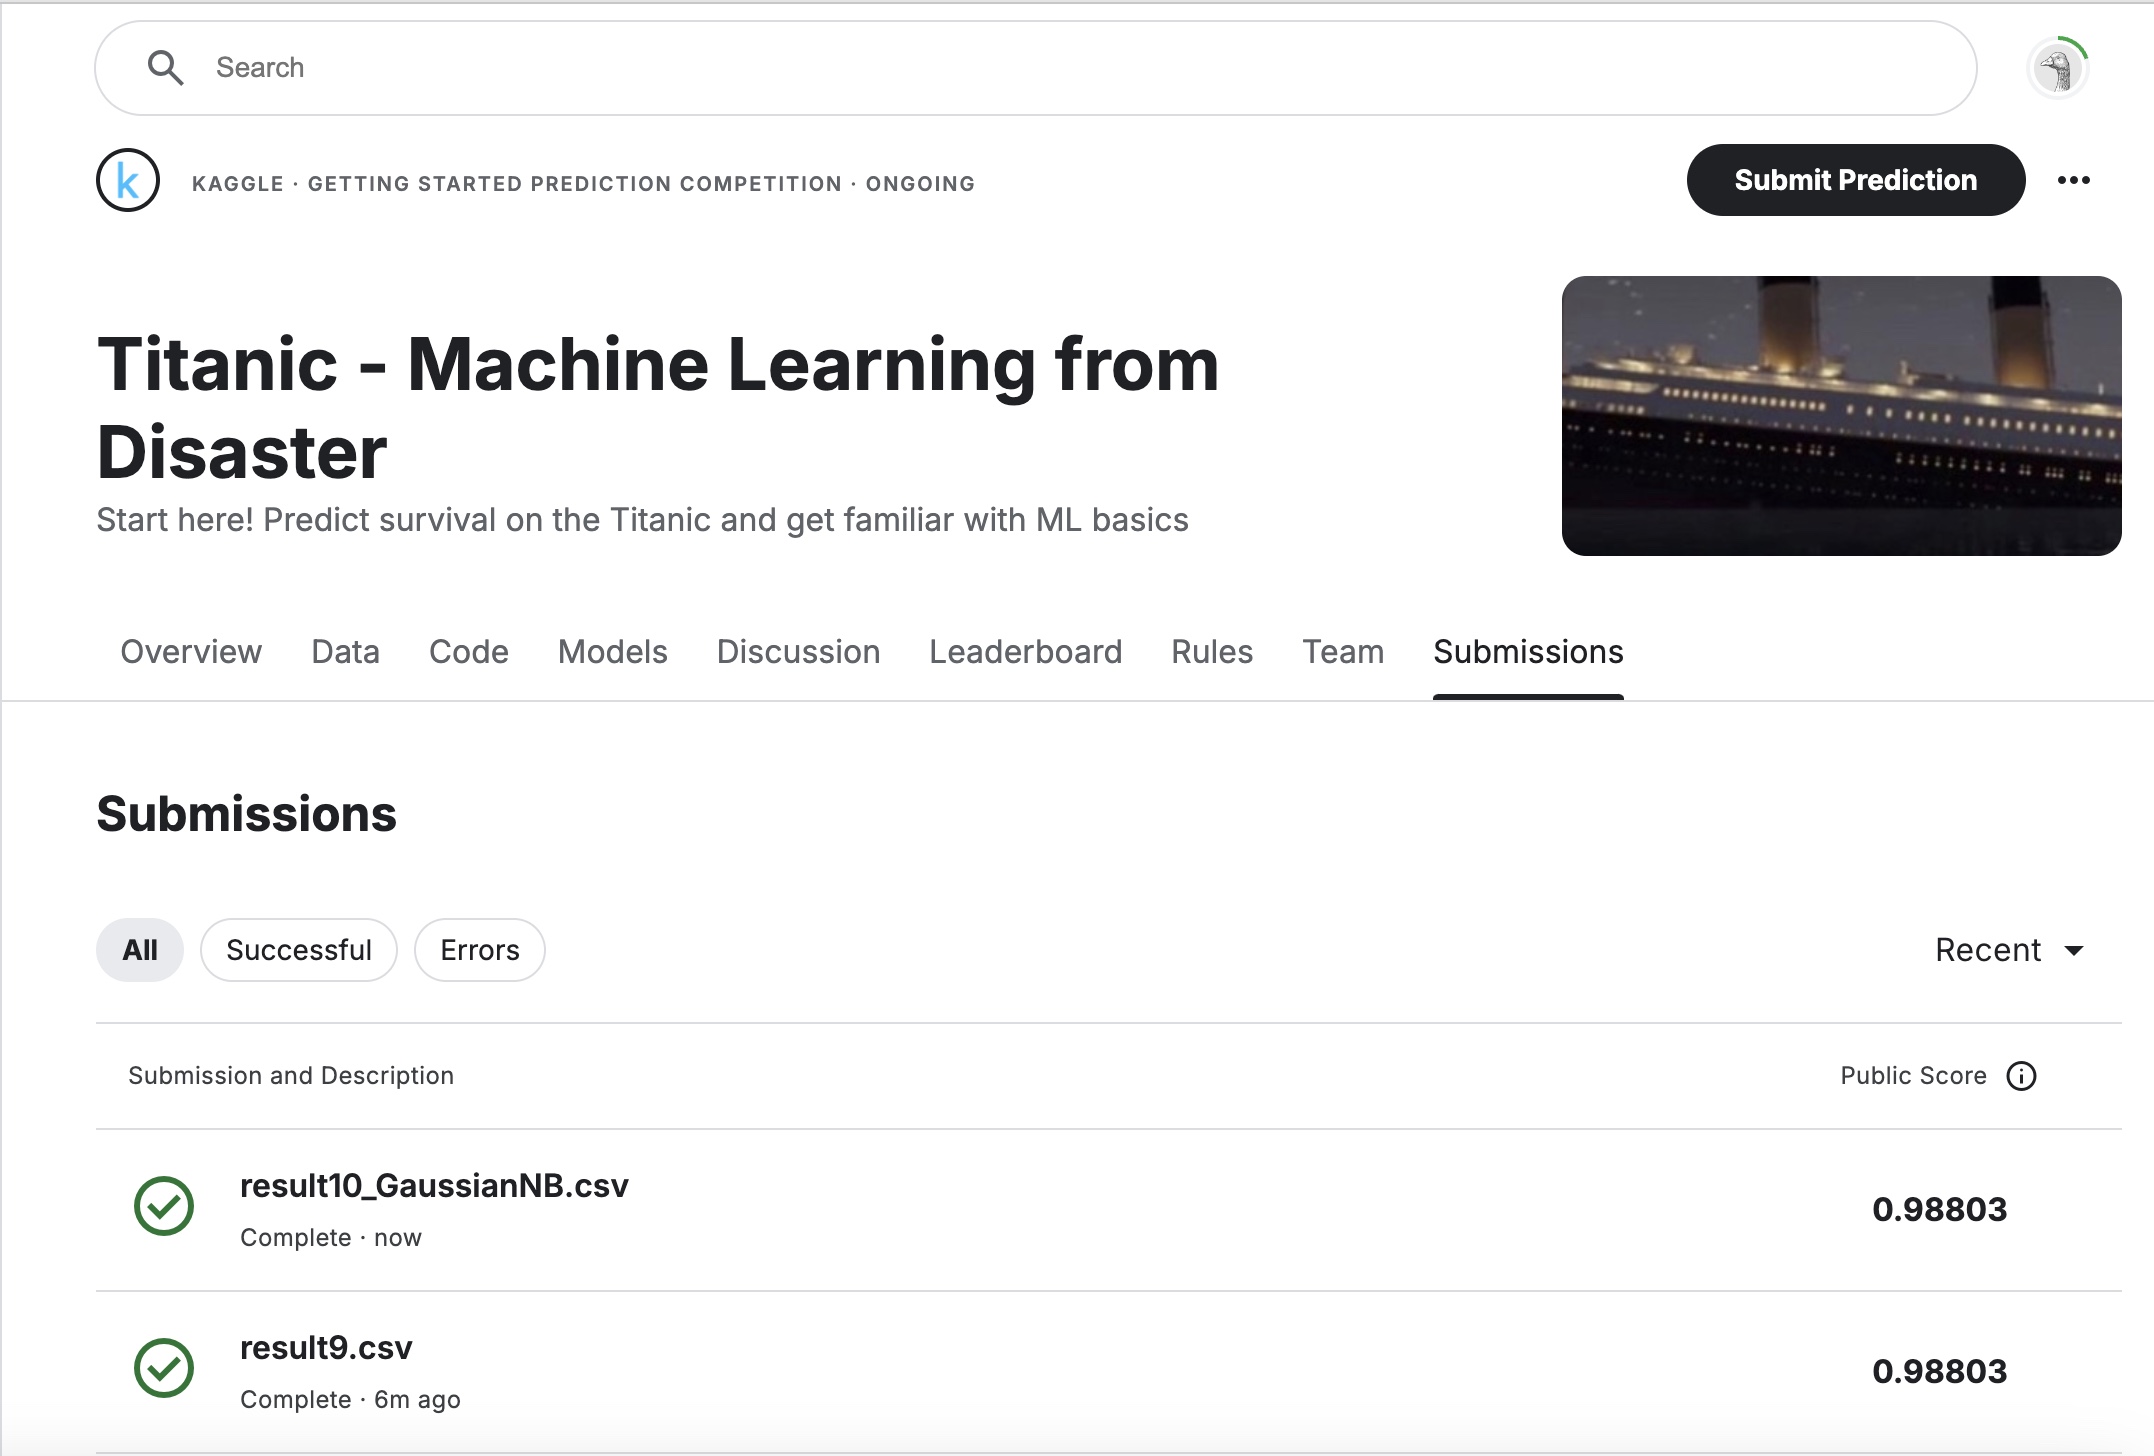 Search
k
KAGGLE · GETTING STARTED PREDICTION COMPETITION · ONGOING
Submit Prediction
Titanic - Machine Learning from
Disaster
Start here! Predict survival on the Titanic and get familiar with ML basics
Overview Data Code Models Discussion Leaderboard Rules Team Submissions
Submissions
All Successful Errors Recent
Submission and Description Public Score
result10_GaussianNB.csv
Complete · now
0.98803
result9.csv
Complete · 6m ago
0.98803